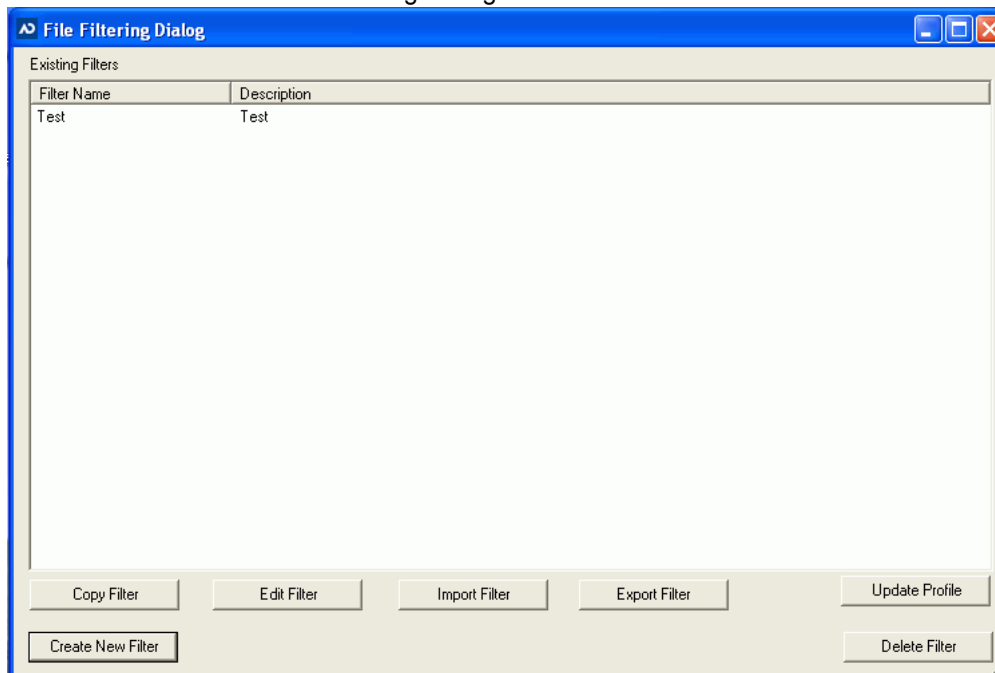 File Filtering Dialog
Existing Filters
Filter Name Description
Test Test
Copy Filter Edit Filter Import Filter Export Filter Update Profile
Create New Filter Delete Filter